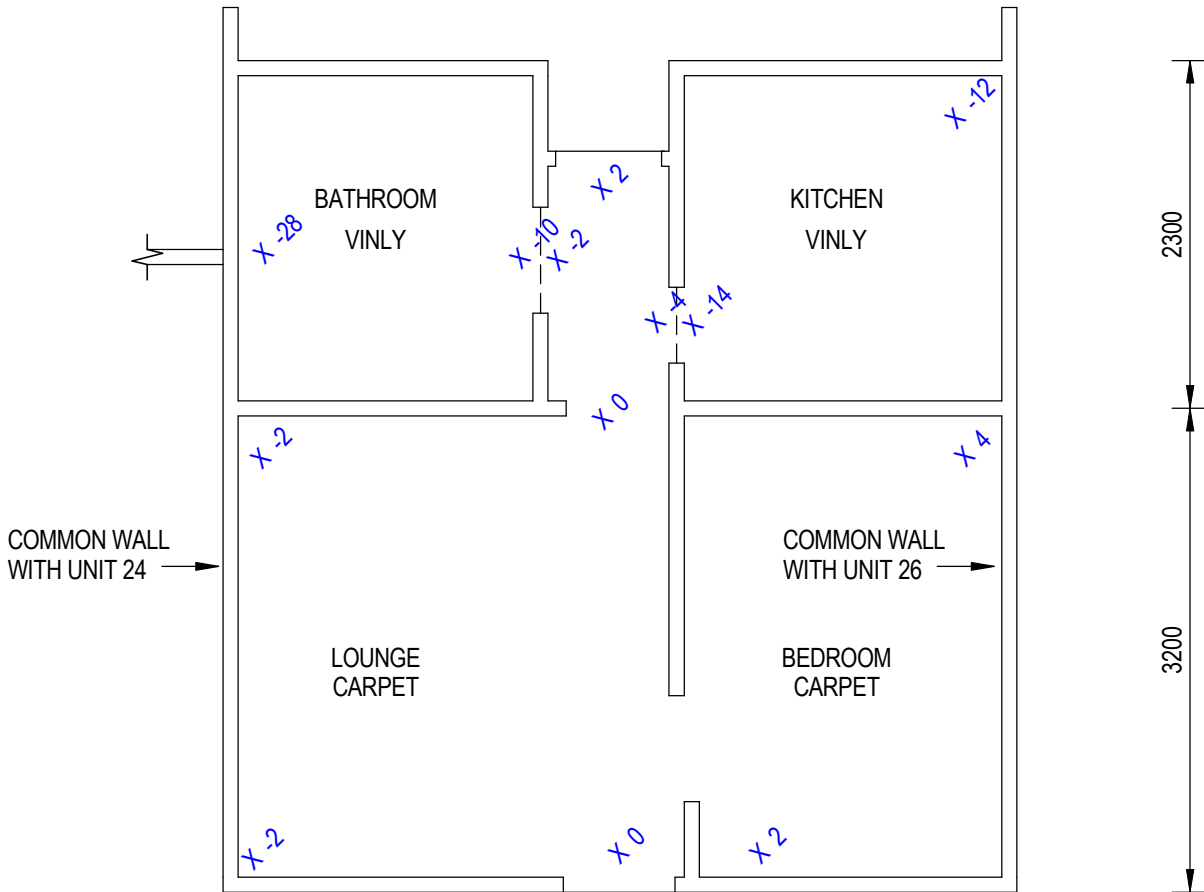 X -12
BATHROOM
VINLY
X 2
KITCHEN
VINLY
X -28
X -10
X -2
X -4
X -14
2300
X 0
X -2
X 4
COMMON WALL
WITH UNIT 24
COMMON WALL
WITH UNIT 26
LOUNGE
CARPET
BEDROOM
CARPET
3200
X -2
X 0
X 2